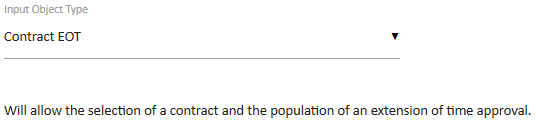 Input Object Type
Contract EOT
Will allow the selection of a contract and the population of an extension of time approval.